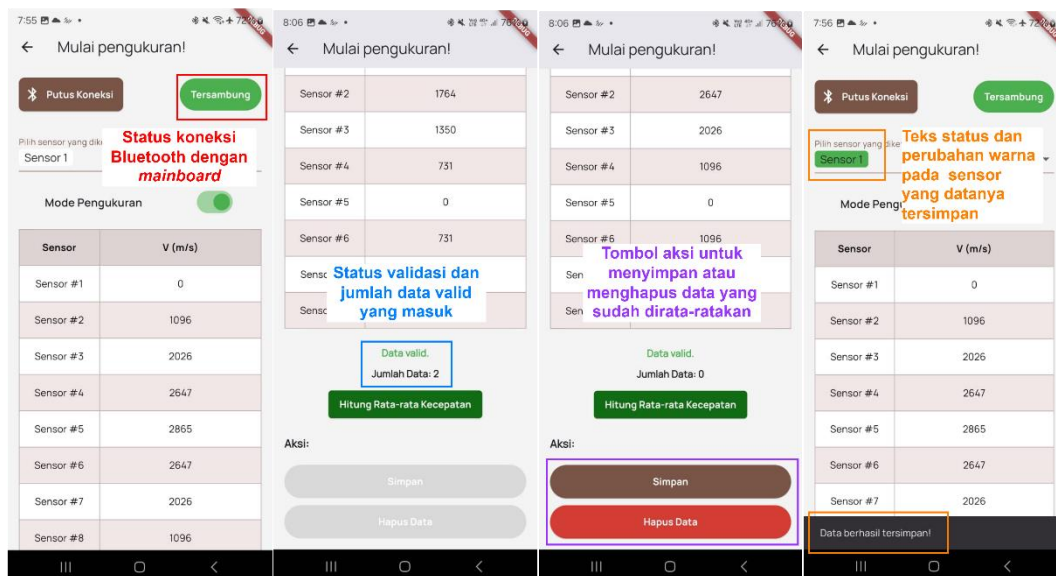 7:55
72%
Mulai pengukuran!
Putus Koneksi
Tersambung
Pilih sensor yang
Sensor 1
Status koneksi
Bluetooth dengan
mainboard
Mode Pengukuran
Sensor V (m/s)
Sensor #1 0
Sensor #2 1096
Sensor #3 2026
Sensor #4 2647
Sensor #5 2865
Sensor #6 2647
Sensor #7 2026
Sensor #8 1096
8:06
Mulai pengukuran!
Sensor #2 1764
Sensor #3 1350
Sensor #4 731
Sensor #5 0
Sensor #6 731
Status validasi dan
jumlah data valid
yang masuk
Data valid.
Jumlah Data: 2
Hitung Rata-rata Kecepatan
Aksi:
Simpan
Hapus Data
8:06
Mulai pengukuran!
Sensor #2 2647
Sensor #3 2026
Sensor #4 1096
Sensor #5 0
Sensor #6 1096
Tombol aksi untuk
menyimpan atau
menghapus data yang
sudah dirata-ratakan
Data valid.
Jumlah Data: 0
Hitung Rata-rata Kecepatan
Aksi:
Simpan
Hapus Data
7:56
Mulai pengukuran!
Putus Koneksi
Tersambung
Pilih sensor yang
Sensor 1
Teks status dan
perubahan warna
pada sensor
yang datanya
tersimpan
Mode
Sensor V (m/s)
Sensor #1 0
Sensor #2 1096
Sensor #3 2026
Sensor #4 2647
Sensor #5 2865
Sensor #6 2647
Sensor #7 2026
Data berhasil tersimpan!